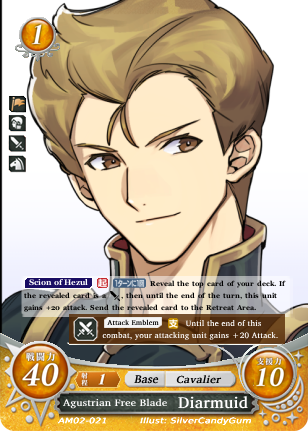 1
Scion of Hezul 起 1ターンに1回 Reveal the top card of your deck. If
the revealed card is a , then until the end of the turn, this unit
gains +20 attack. Send the revealed card to the Retreat Area.
Attack Emblem 支 Until the end of this
combat, your attacking unit gains +20 Attack.
戦闘力 40
射程 1
Base
Cavalier
支援力 10
Agustrian Free Blade Diarmuid
AM02-021 Illust: SilverCandyGum